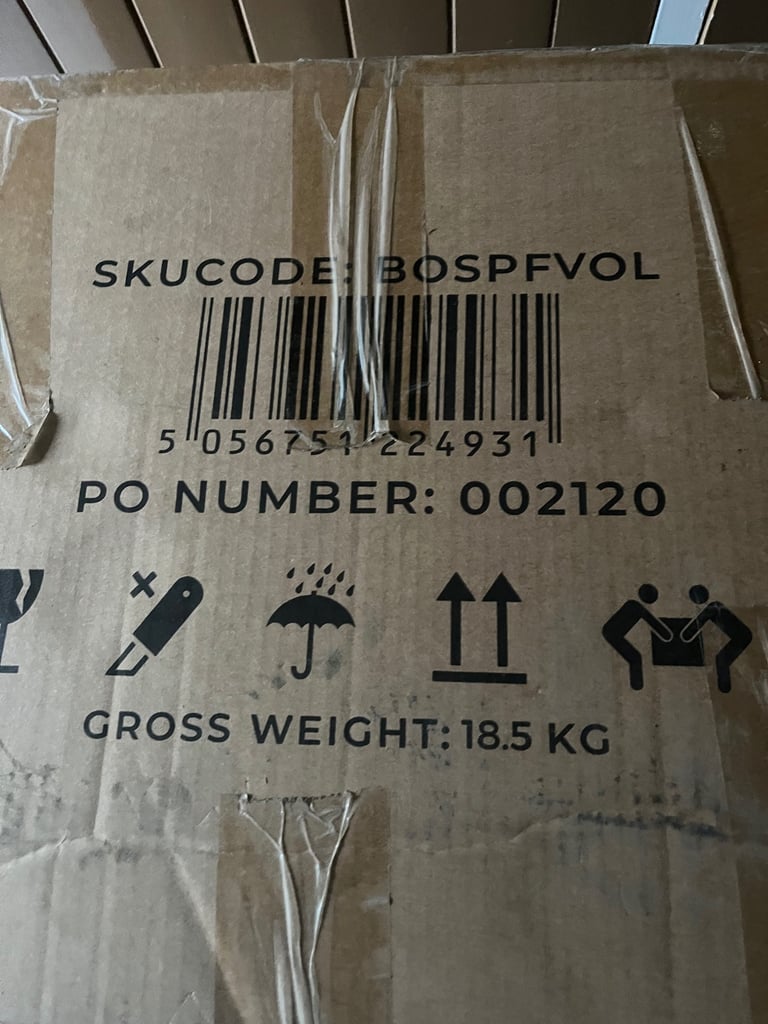 SKUCODE: BOSPFVOL
5 056751 224931
PO NUMBER: 002120
GROSS WEIGHT: 18.5 KG